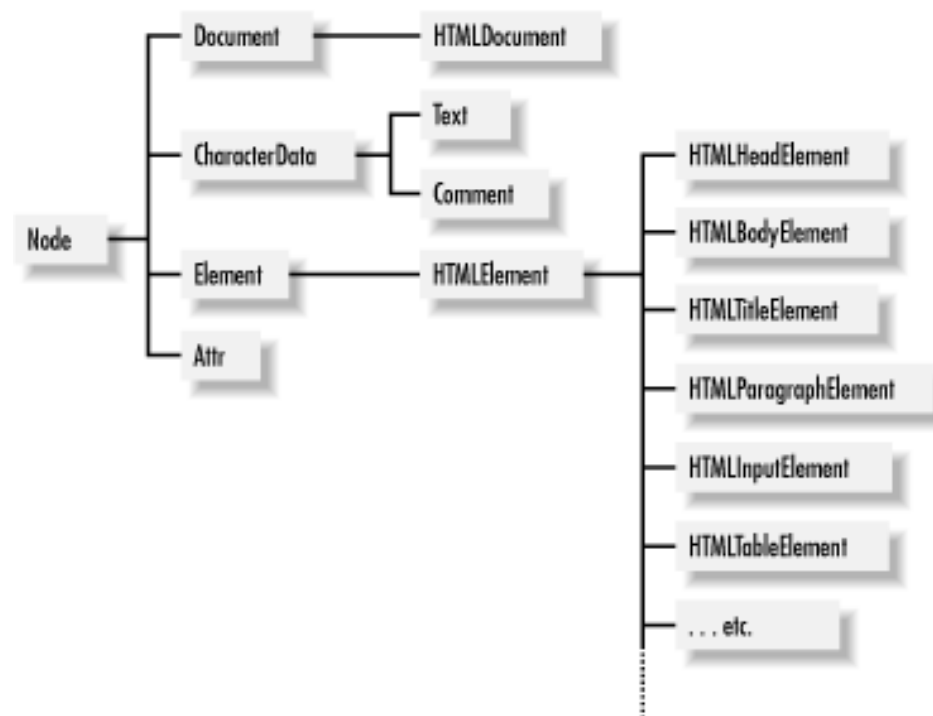 Document
HTMLDocument
Text
CharacterData
HTMLHeadElement
Comment
HTMLBodyElement
Node
Element
HTMLElement
HTMLTitleElement
Attr
HTMLParagraphElement
HTMLInputElement
HTMLTableElement
. . . etc.